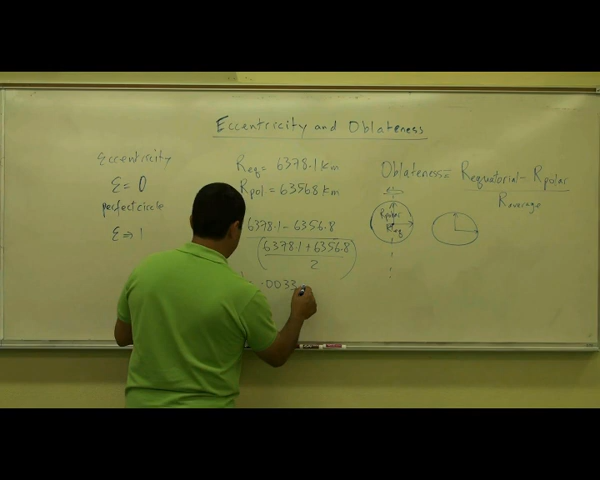 Eccentricity and Oblateness
eccentricity
ε = 0
perfect circle
ε ⇒ 1
Req = 6378.1 km
Rpol = 6356.8 km
6378.1 - 6356.8
(6378.1 + 6356.8
2)
.0033
Oblateness = Requatorial - Rpolar
Raverage
Rpolar
Req